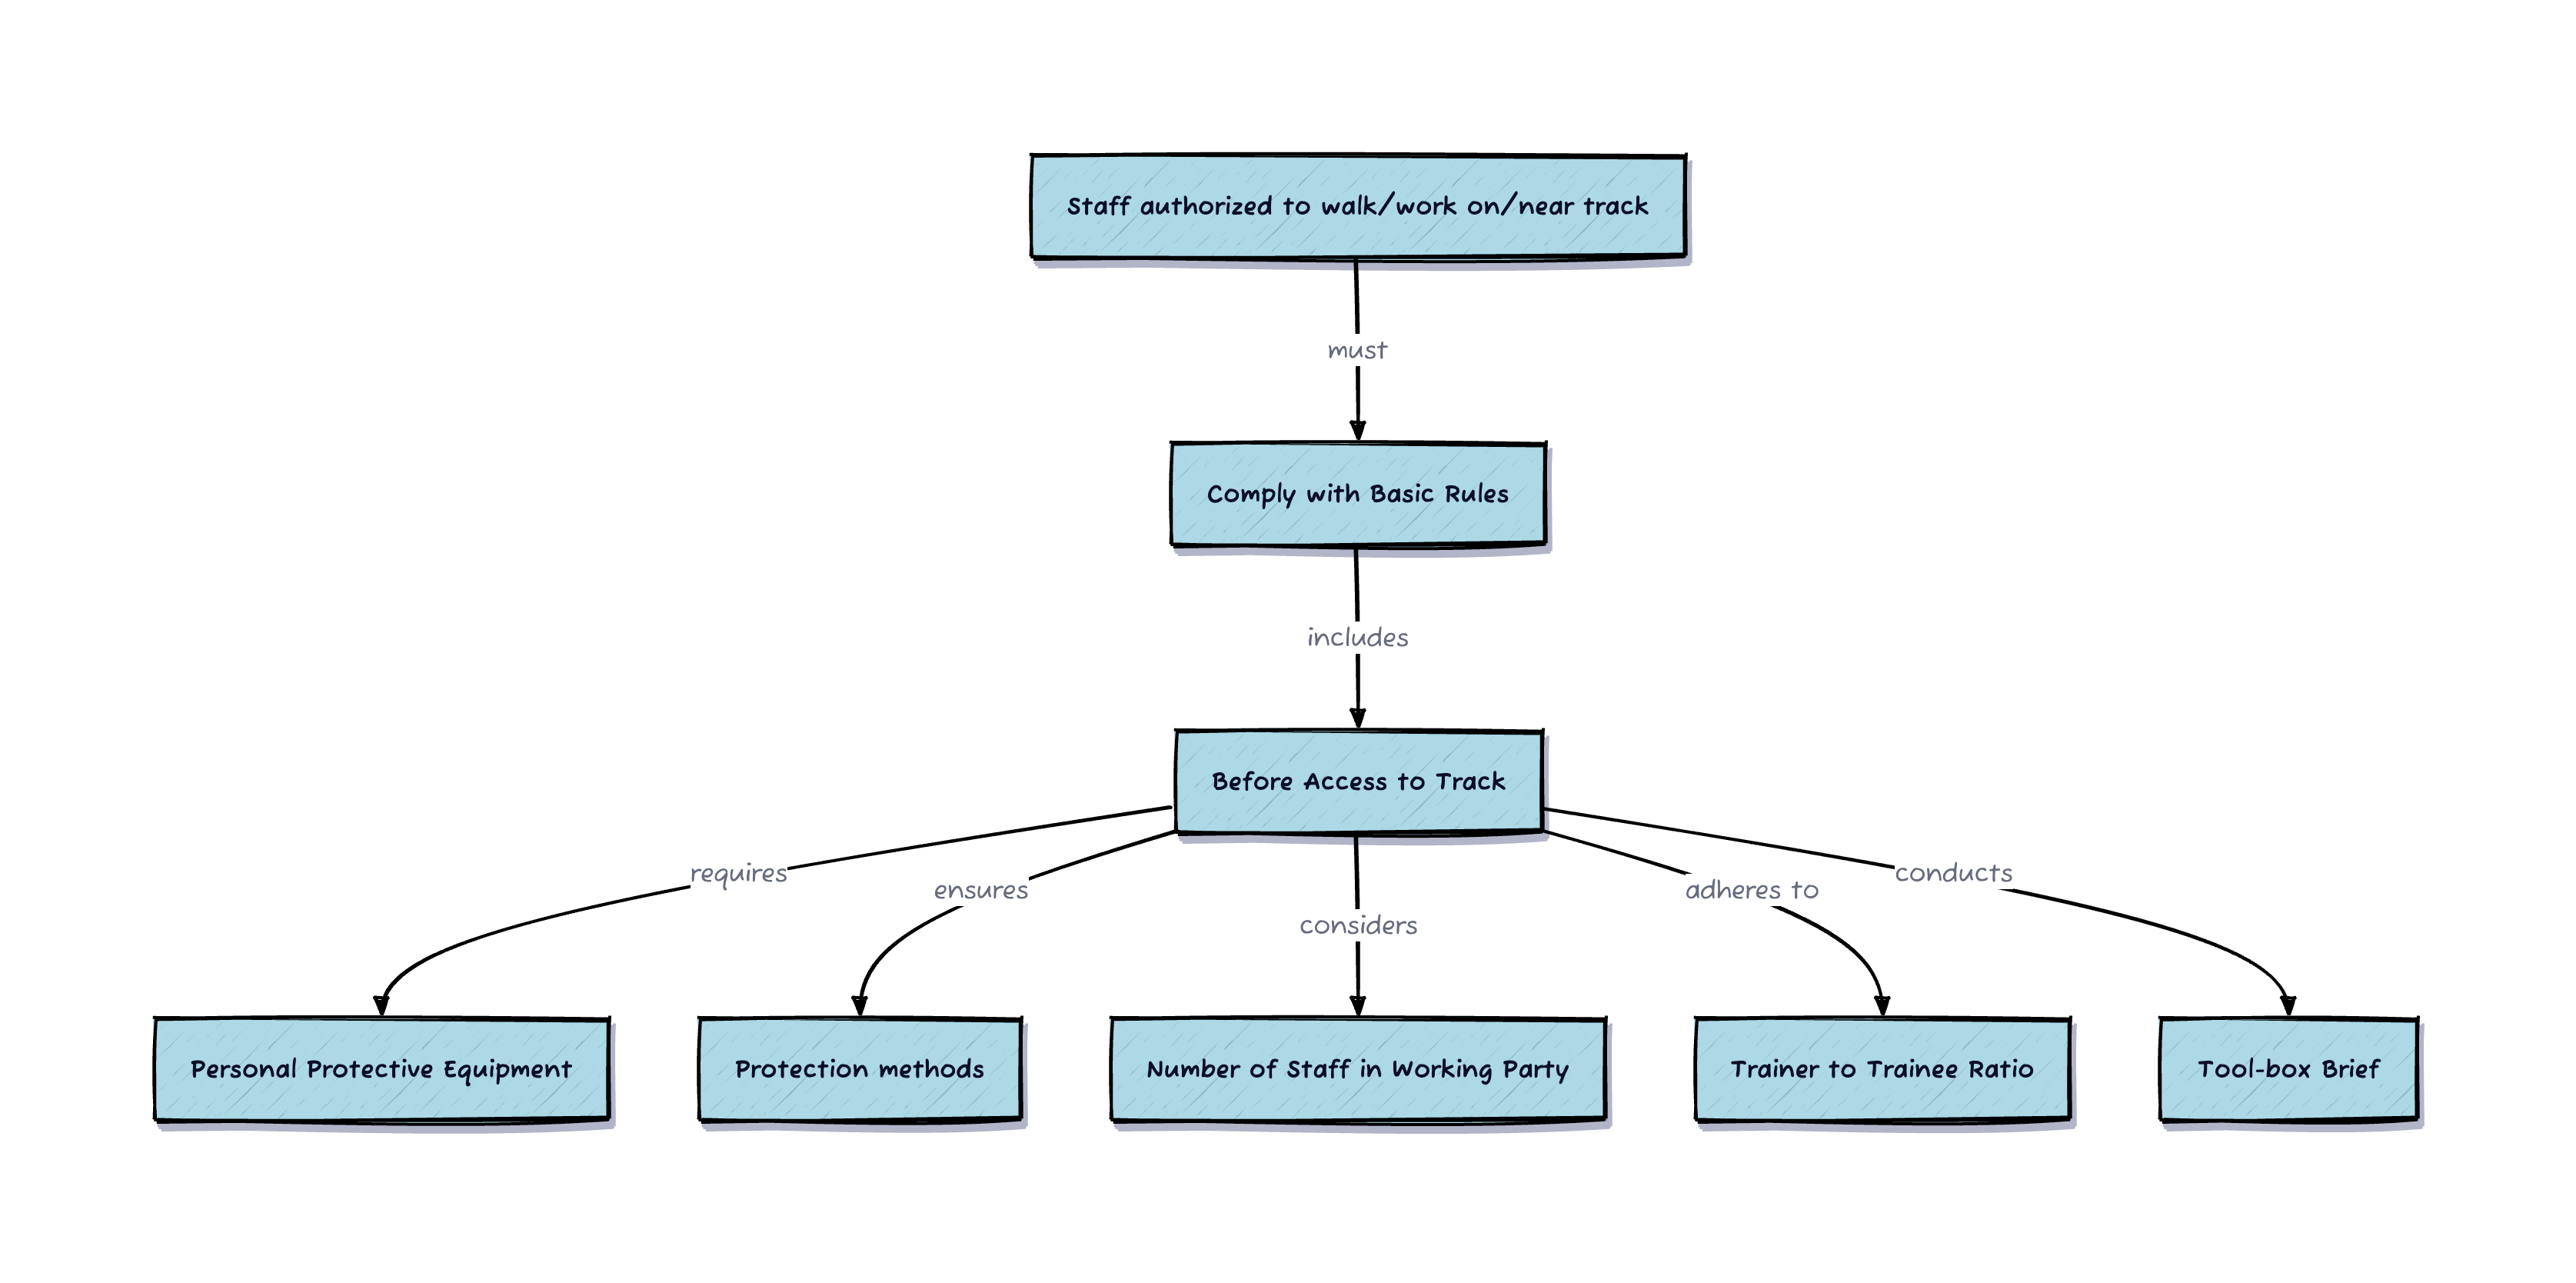 Staff authorized to walk/work on/near track
must
Comply with Basic Rules
includes
Before Access to Track
requires
ensures
considers
adheres to
conducts
Personal Protective Equipment
Protection methods
Number of Staff in Working Party
Trainer to Trainee Ratio
Tool-box Brief